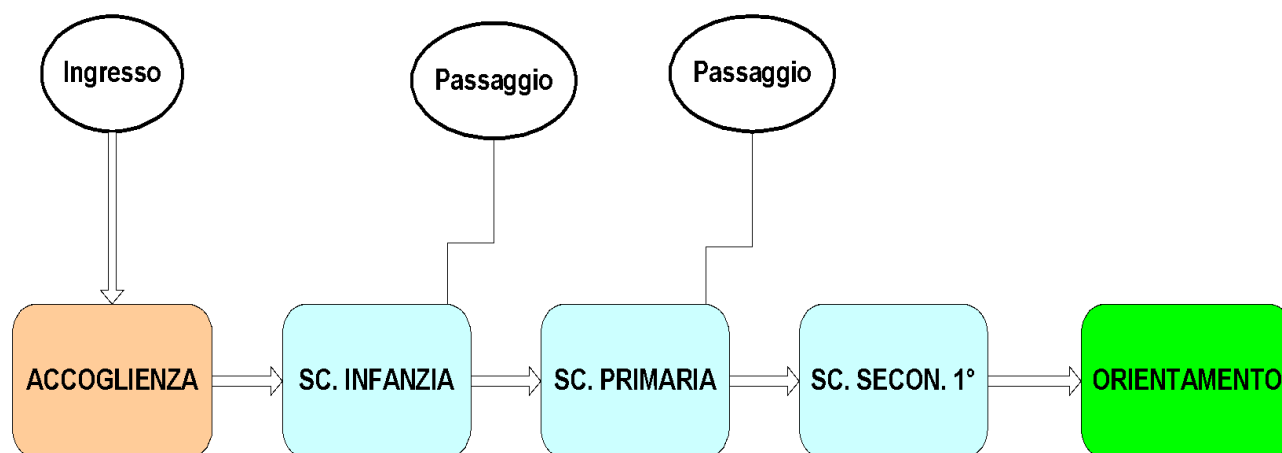 Ingresso
Passaggio
Passaggio
ACCOGLIENZA
SC. INFANZIA
SC. PRIMARIA
SC. SECON. 1°
ORIENTAMENTO